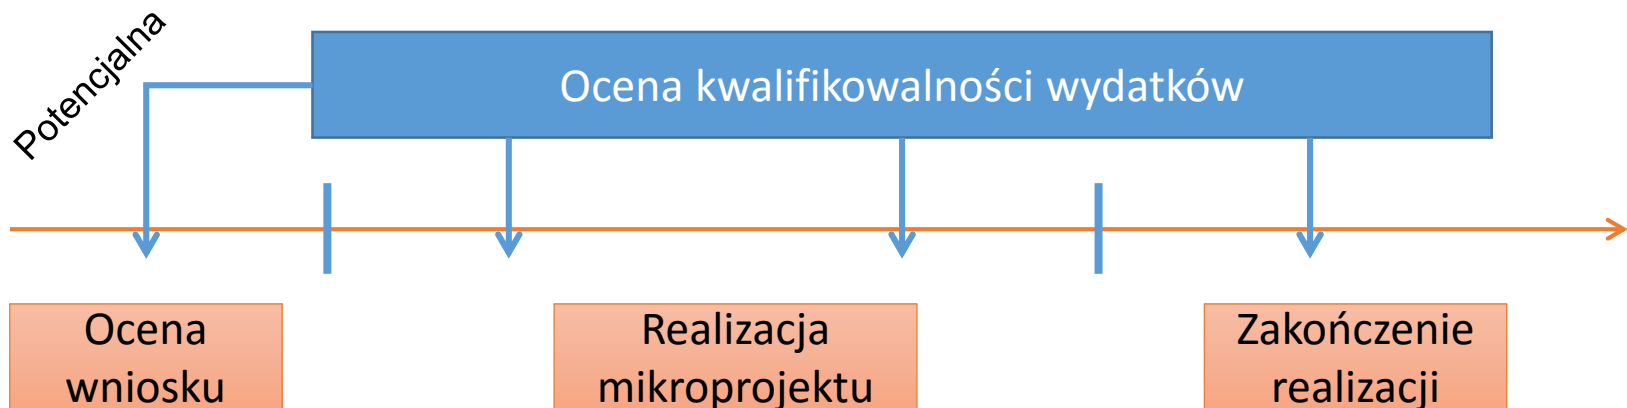 Potencjalna
Ocena kwalifikowalności wydatków
Ocena
wniosku
Realizacja
mikroprojektu
Zakończenie
realizacji